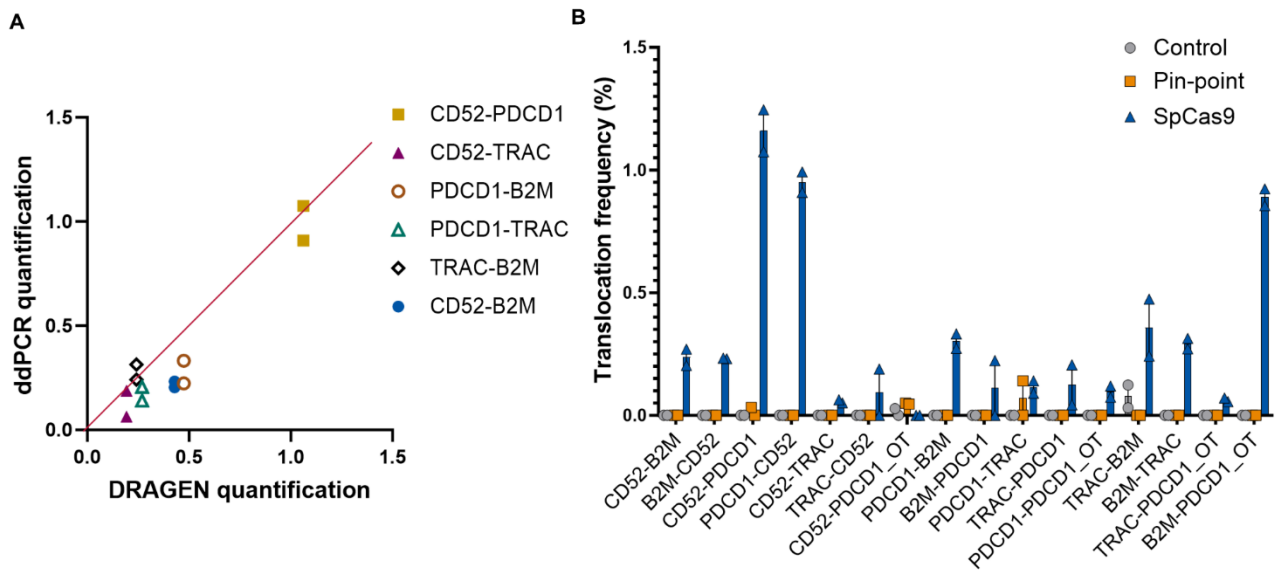 A
1.5
1.0
0.5
0.0
0.0
0.5
1.0
1.5
ddPCR quantification
DRAGEN quantification
CD52-PDCD1
CD52-TRAC
PDCD1-B2M
PDCD1-TRAC
TRAC-B2M
CD52-B2M
B
1.5
1.0
0.5
0.0
Translocation frequency (%)
Control
Pin-point
SpCas9
CD52-B2M
B2M-CD52
CD52-PDCD1
PDCD1-CD52
CD52-TRAC
TRAC-CD52
CD52-PDCD1_OT
PDCD1-B2M
B2M-PDCD1
PDCD1-TRAC
TRAC-PDCD1
PDCD1-PDCD1_OT
TRAC-B2M
B2M-TRAC
TRAC-PDCD1_OT
B2M-PDCD1_OT